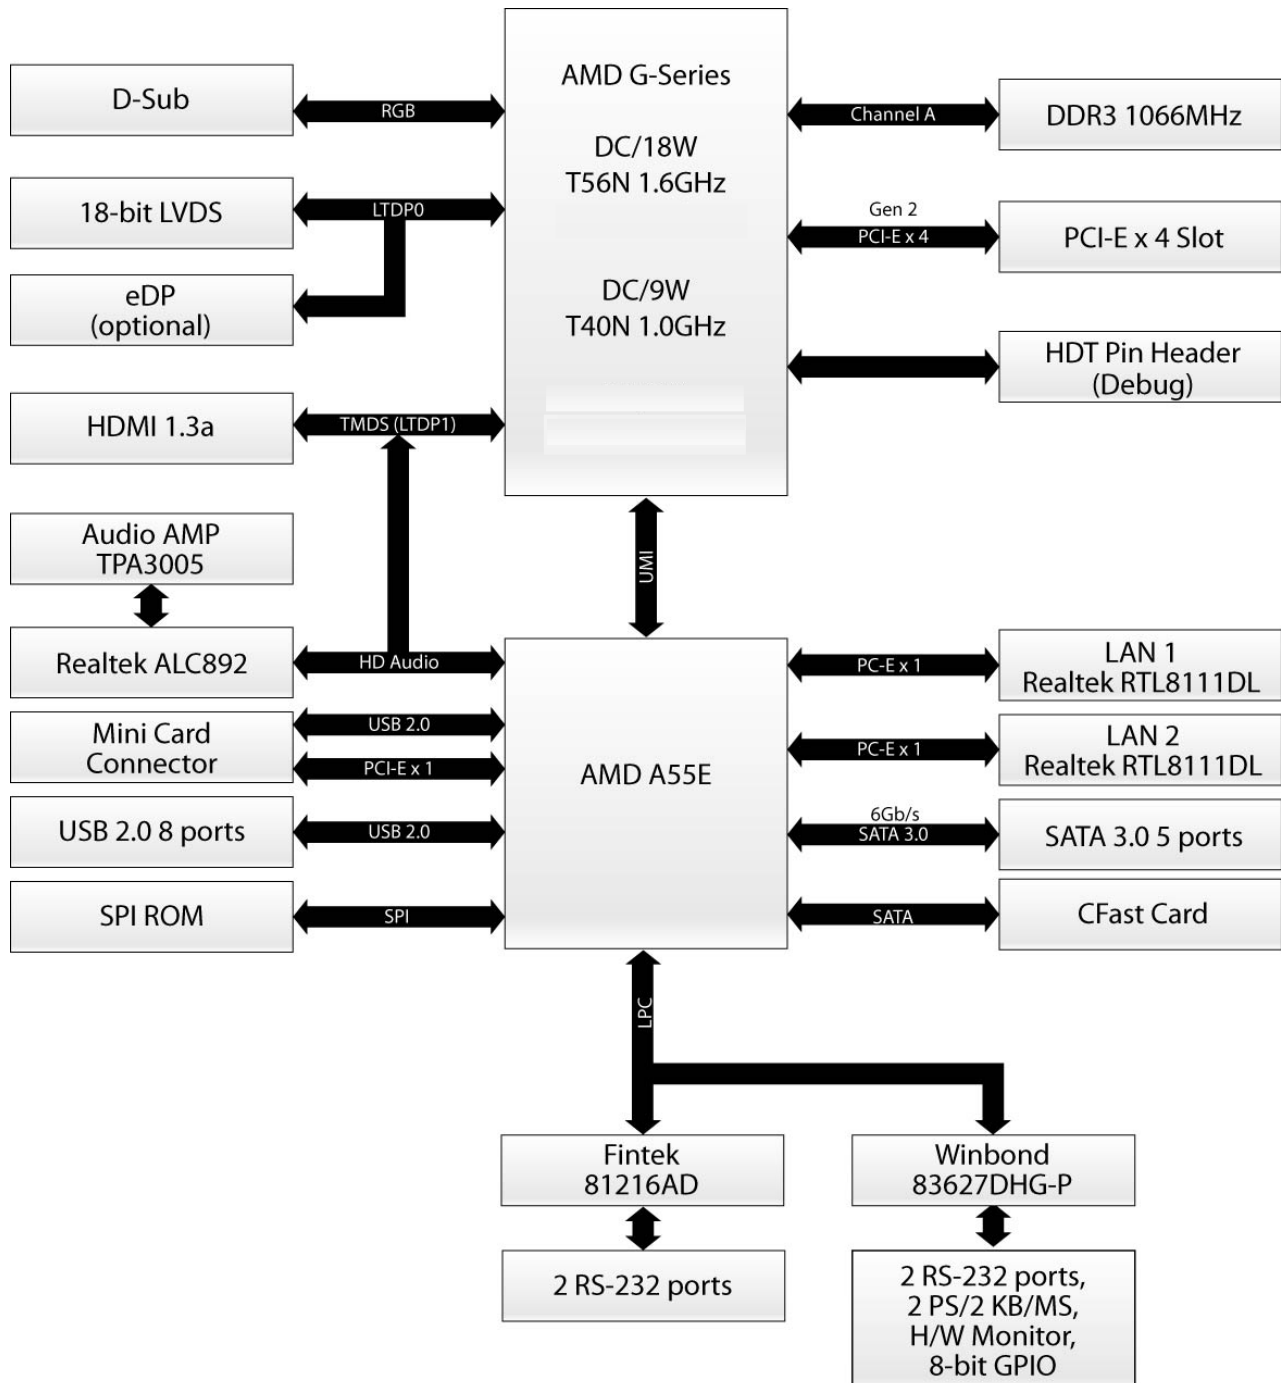 AMD G-Series
DC/18W
T56N 1.6GHz
DC/9W
T40N 1.0GHz
D-Sub
RGB
18-bit LVDS
LTDP0
eDP
(optional)
HDMI 1.3a
TMDS (LTDP1)
Channel A
DDR3 1066MHz
Gen 2
PCI-E x 4
PCI-E x 4 Slot
HDT Pin Header
(Debug)
UMI
Audio AMP
TPA3005
Realtek ALC892
HD Audio
Mini Card
Connector
USB 2.0
PCI-E x 1
USB 2.0 8 ports
USB 2.0
SPI ROM
SPI
AMD A55E
PC-E x 1
LAN 1
Realtek RTL8111DL
PC-E x 1
LAN 2
Realtek RTL8111DL
6Gb/s
SATA 3.0
SATA 3.0 5 ports
SATA
CFast Card
LPC
Fintek
81216AD
2 RS-232 ports
Winbond
83627DHG-P
2 RS-232 ports,
2 PS/2 KB/MS,
H/W Monitor,
8-bit GPIO